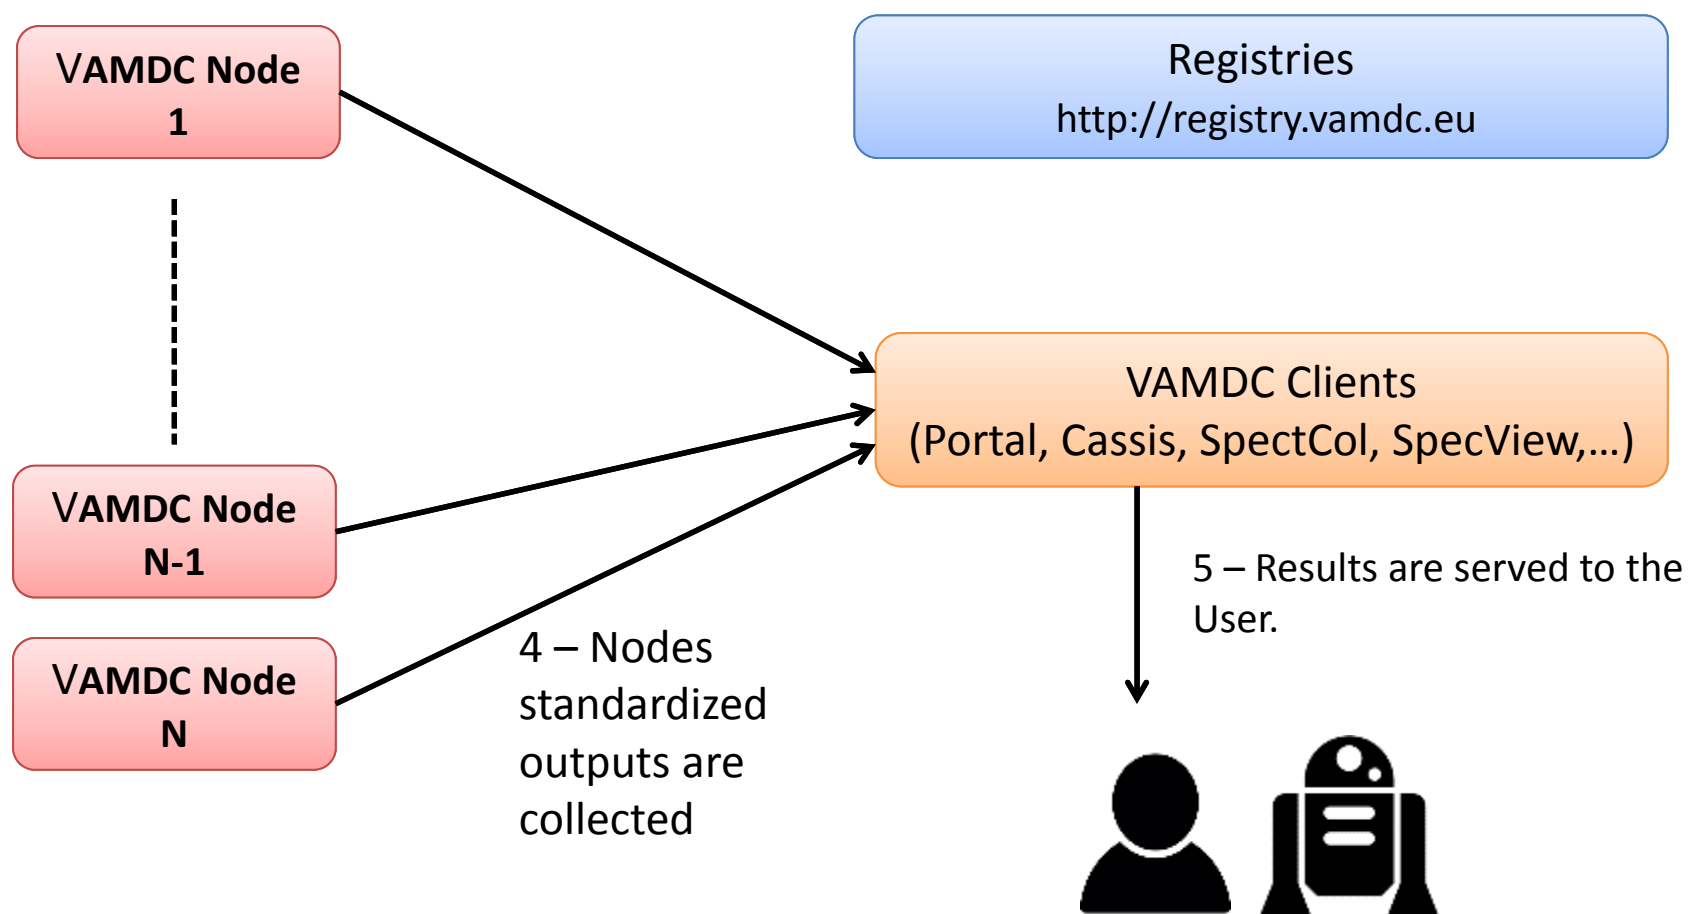 VAMDC Node
1
Registries
http://registry.vamdc.eu
VAMDC Clients
(Portal, Cassis, SpectCol, SpecView,...)
VAMDC Node
N-1
VAMDC Node
N
4 – Nodes
standardized
outputs are
collected
5 – Results are served to the
User.